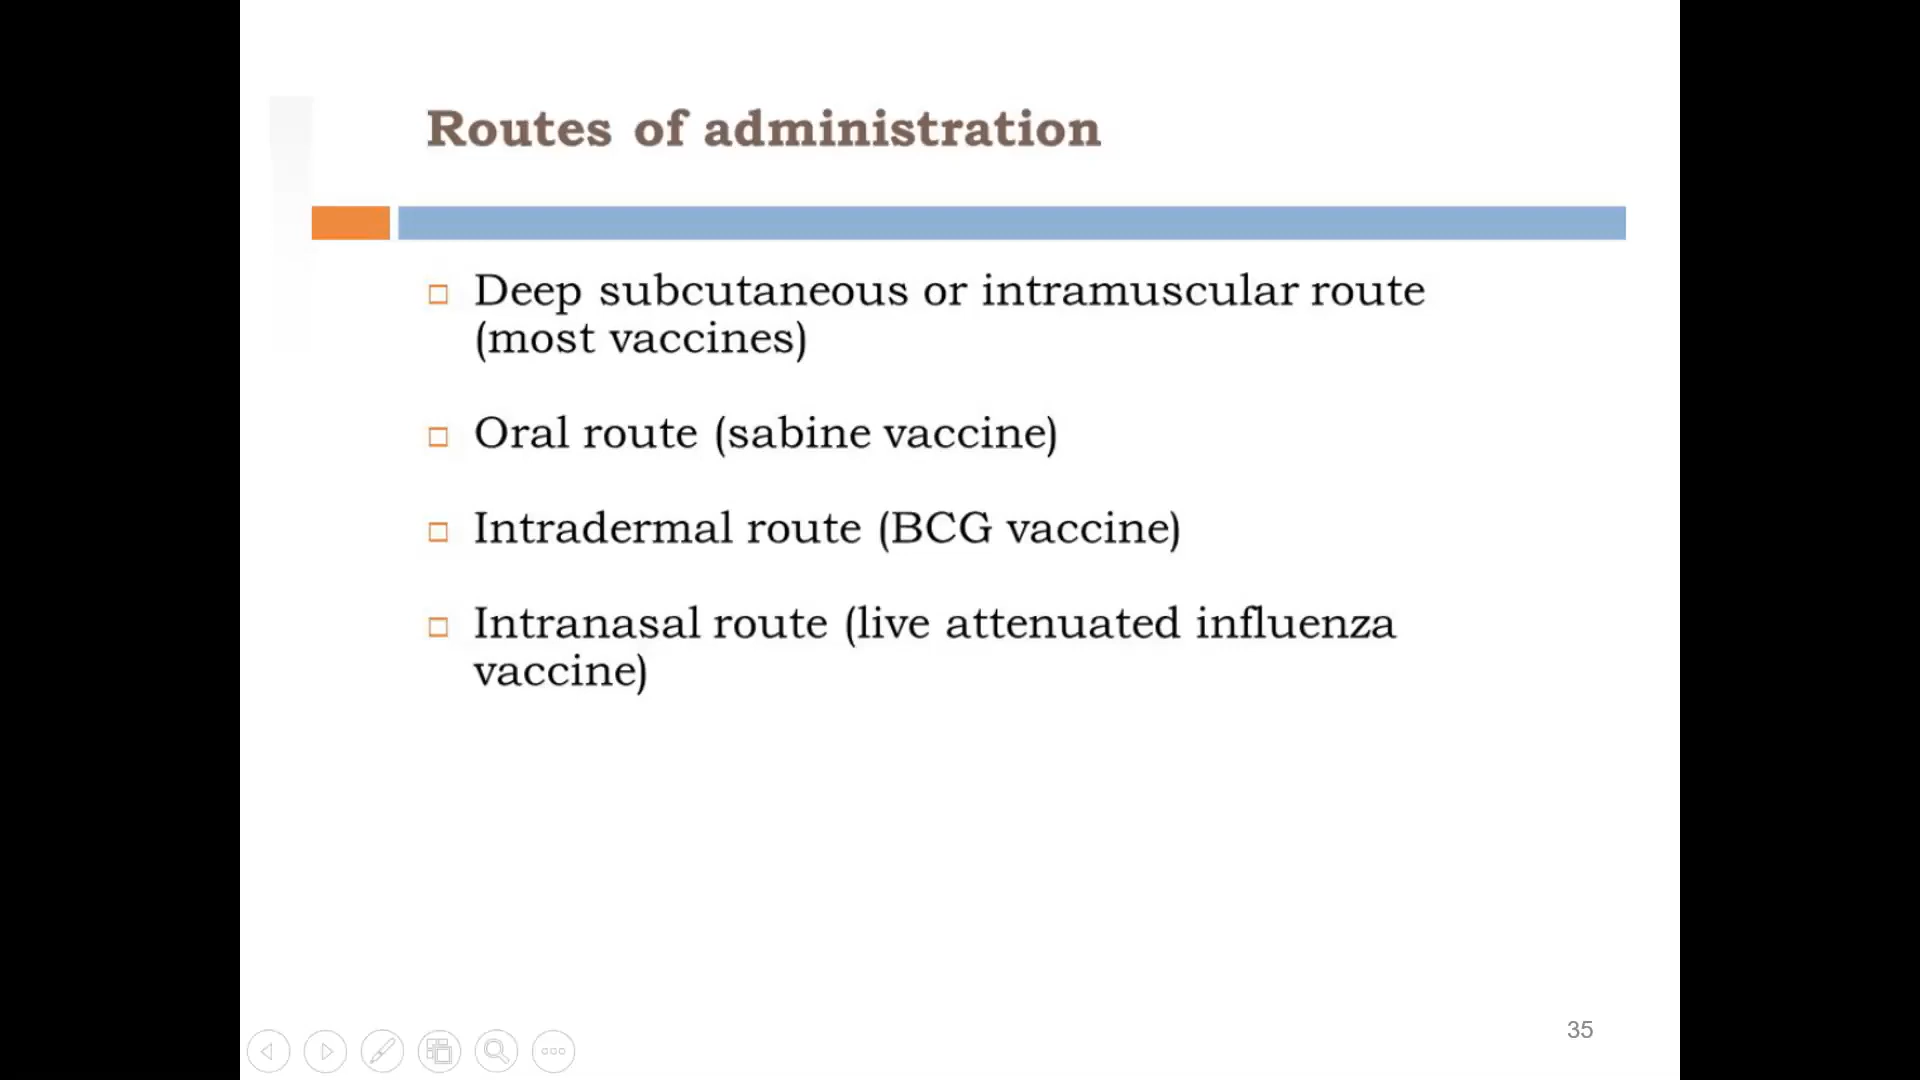 Routes of administration
Deep subcutaneous or intramuscular route
(most vaccines)
Oral route (sabine vaccine)
Intradermal route (BCG vaccine)
Intranasal route (live attenuated influenza
vaccine)
35